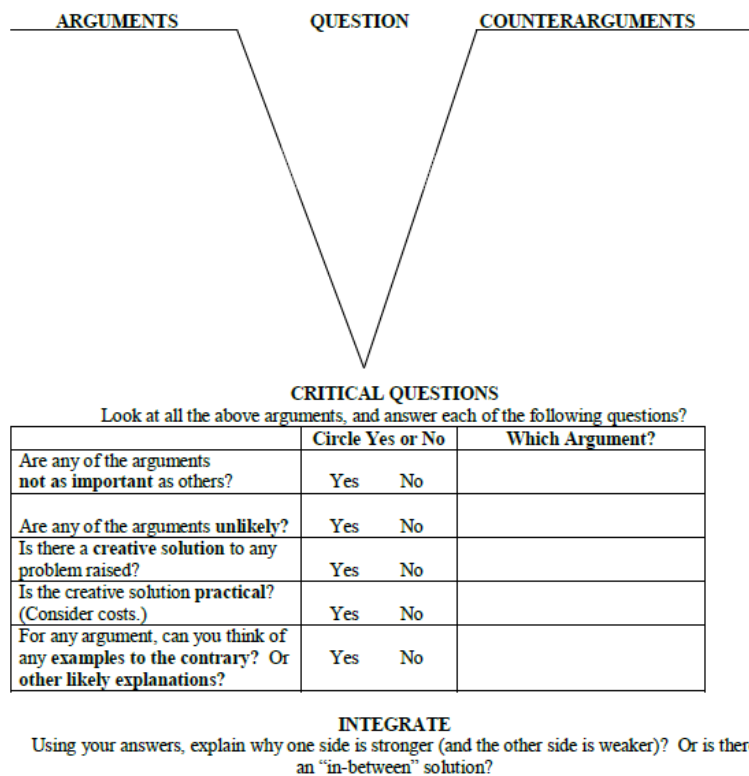 ARGUMENTS QUESTION COUNTERARGUMENTS
CRITICAL QUESTIONS
Look at all the above arguments, and answer each of the following questions?
Circle Yes or No Which Argument?
Are any of the arguments
not as important as others? Yes No
Are any of the arguments unlikely? Yes No
Is there a creative solution to any
problem raised? Yes No
Is the creative solution practical?
(Consider costs.) Yes No
For any argument, can you think of
any examples to the contrary? Or Yes No
other likely explanations?
INTEGRATE
Using your answers, explain why one side is stronger (and the other side is weaker)? Or is there
an “in-between” solution?